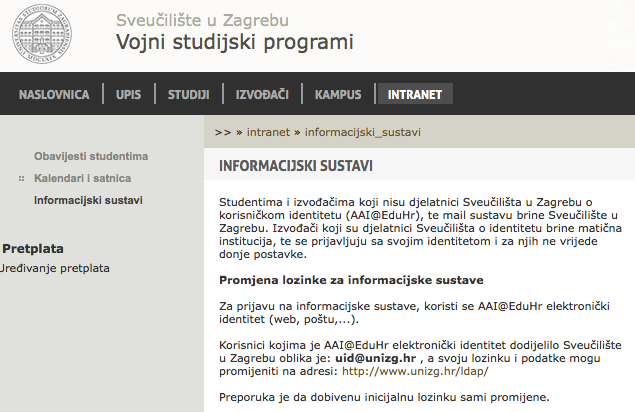 Sveučilište u Zagrebu
Vojni studijski programi
NASLOVNICA
UPIS
STUDIJI
IZVOĐAČI
KAMPUS
INTRANET
Obavijesti studentima
Kalendari i satnica
Informacijski sustavi
Pretplata
Uređivanje pretplata
>> » intranet » informacijski_sustavi
INFORMACIJSKI SUSTAVI
Studentima i izvođačima koji nisu djelatnici Sveučilišta u Zagrebu o
korisničkom identitetu (AAI@EduHr), te mail sustavu brine Sveučilište u
Zagrebu. Izvođači koji su djelatnici Sveučilišta o identitetu brine matična
institucija, te se prijavljuju sa svojim identitetom i za njih ne vrijede
donje postavke.
Promjena lozinke za informacijske sustave
Za prijavu na informacijske sustave, koristi se AAI@EduHr elektronički
identitet (web, poštu,...).
Korisnici kojima je AAI@EduHr elektronički identitet dodijelilo Sveučilište
u Zagrebu oblika je: uid@unizg.hr , a svoju lozinku i podatke mogu
promijeniti na adresi: http://www.unizg.hr/ldap/
Preporuka je da dobivenu inicijalnu lozinku sami promijene.